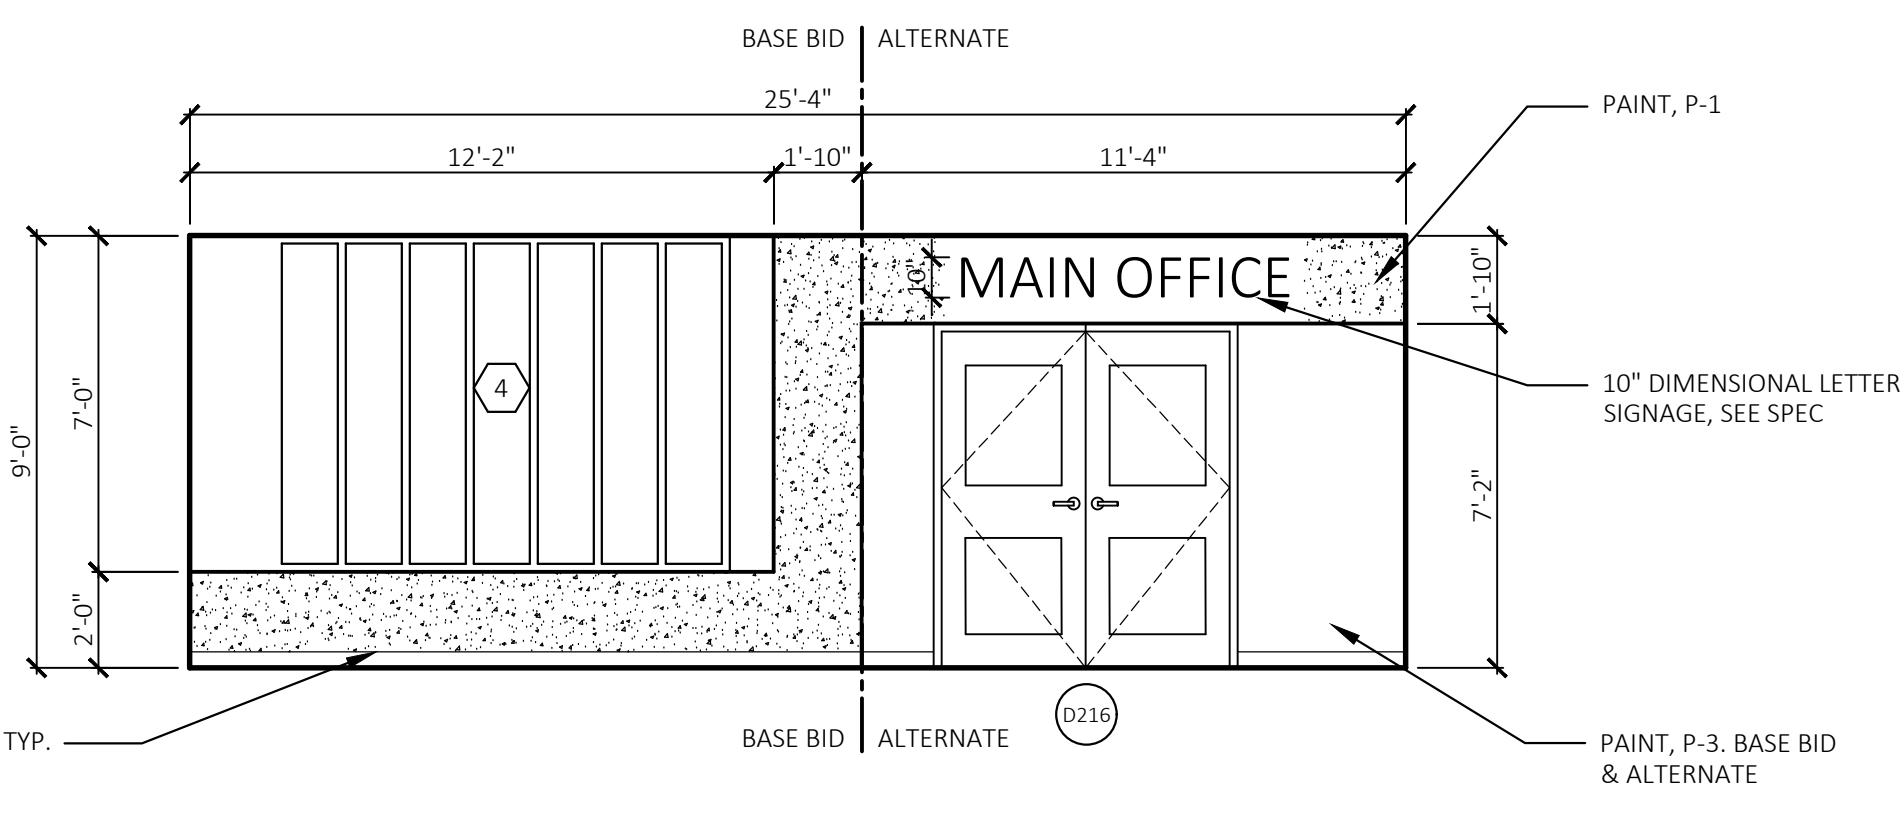 BASE BID ALTERNATE
25'-4"
PAINT, P-1
12'-2" 1'-10" 11'-4"
10" MAIN OFFICE
1'-10"
4
7'-0"
9'-0"
10" DIMENSIONAL LETTER
SIGNAGE, SEE SPEC
7'-2"
2'-0"
D216
TYP.
BASE BID ALTERNATE
PAINT, P-3. BASE BID
& ALTERNATE